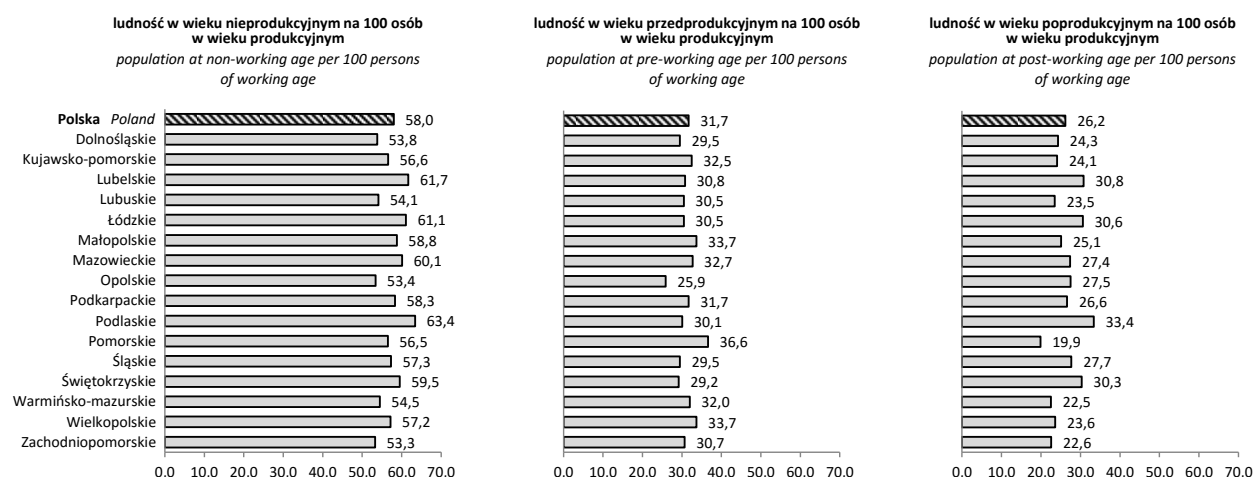 ludność w wieku nieprodukcyjnym na 100 osób
w wieku produkcyjnym
population at non-working age per 100 persons
of working age
Polska Poland 58,0
Dolnośląskie 53,8
Kujawsko-pomorskie 56,6
Lubelskie 61,7
Lubuskie 54,1
Łódzkie 61,1
Małopolskie 58,8
Mazowieckie 60,1
Opolskie 53,4
Podkarpackie 58,3
Podlaskie 63,4
Pomorskie 56,5
Śląskie 57,3
Świętokrzyskie 59,5
Warmińsko-mazurskie 54,5
Wielkopolskie 57,2
Zachodniopomorskie 53,3
0.0 10.0 20.0 30.0 40.0 50.0 60.0 70.0
ludność w wieku przedprodukcyjnym na 100 osób
w wieku produkcyjnym
population at pre-working age per 100 persons
of working age
31,7
29,5
32,5
30,8
30,5
30,5
33,7
32,7
25,9
31,7
30,1
36,6
29,5
29,2
32,0
33,7
30,7
0.0 10.0 20.0 30.0 40.0 50.0 60.0 70.0
ludność w wieku poprodukcyjnym na 100 osób
w wieku produkcyjnym
population at post-working age per 100 persons
of working age
26,2
24,3
24,1
30,8
23,5
30,6
25,1
27,4
27,5
26,6
33,4
19,9
27,7
30,3
22,5
23,6
22,6
0.0 10.0 20.0 30.0 40.0 50.0 60.0 70.0